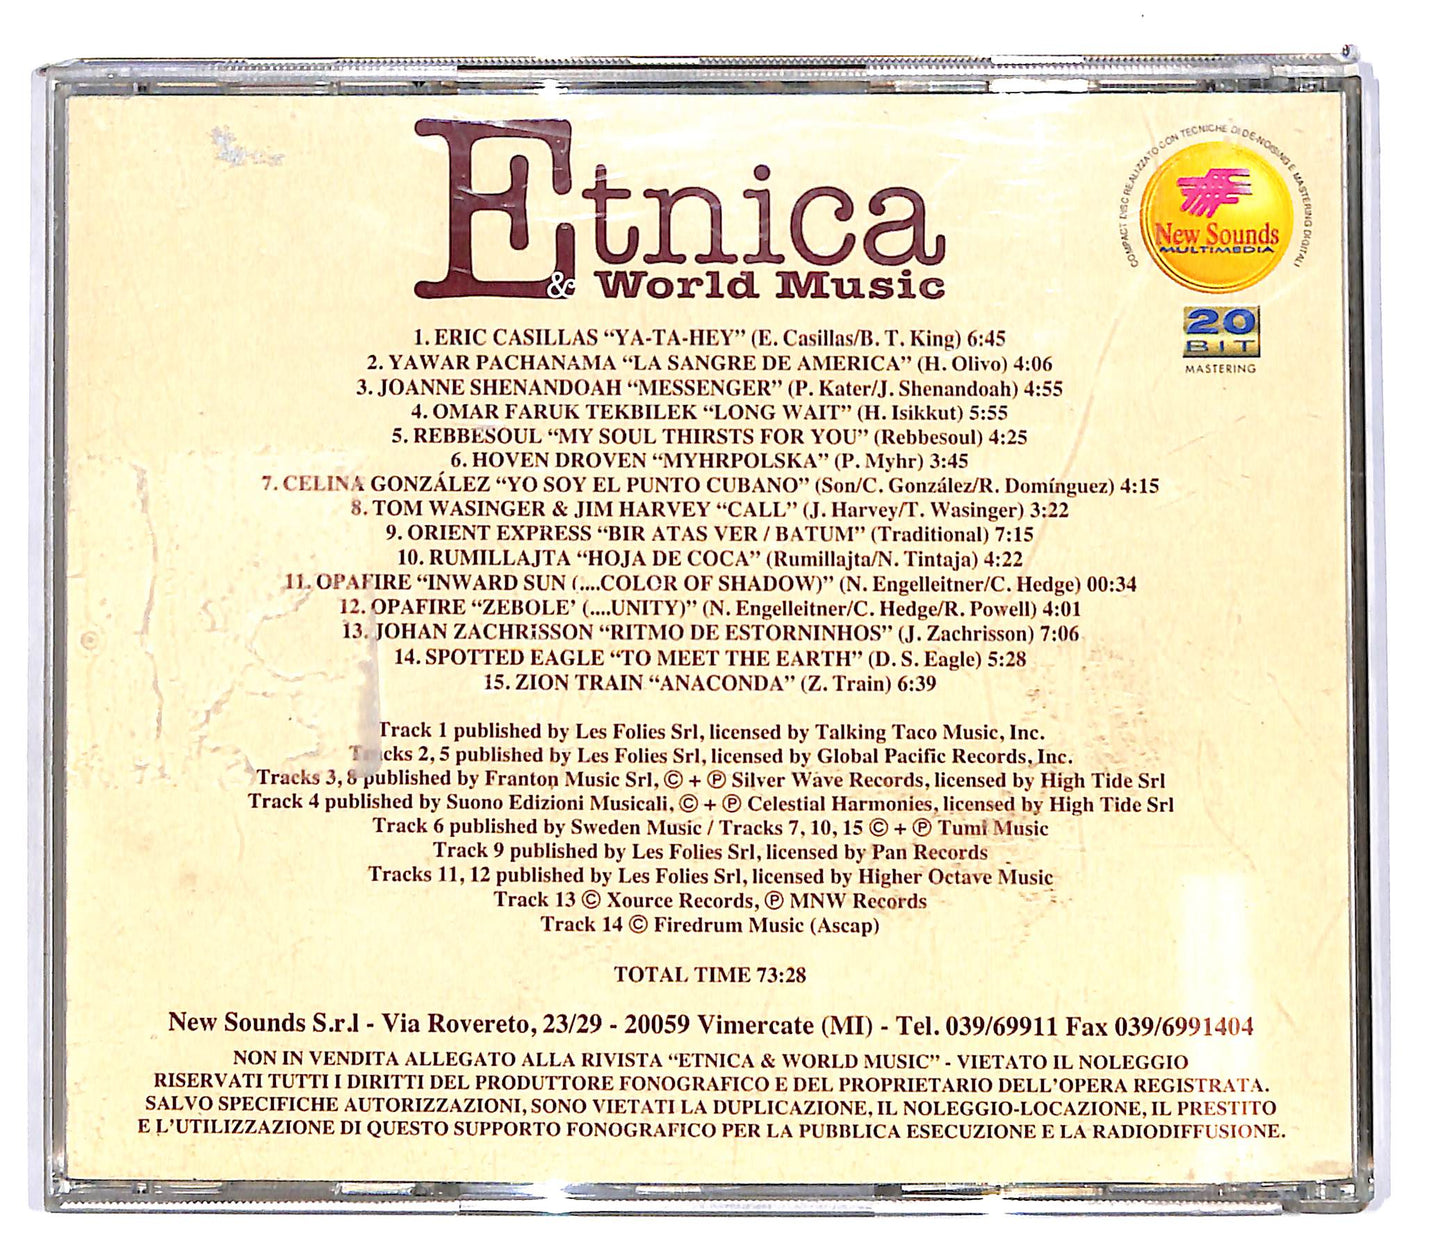 Etnica
& World Music
COMPACT DISC REALIZZATO CON TECNICHE DI DE-NOISING E MASTERING DIGITALI
New Sounds
MULTIMEDIA
20
BIT
MASTERING
1. ERIC CASILLAS “YA-TA-HEY” (E. Casillas/B. T. King) 6:45
2. YAWAR PACHANAMA “LA SANGRE DE AMERICA” (H. Olivo) 4:06
3. JOANNE SHENANDOAH “MESSENGER” (P. Kater/J. Shenandoah) 4:55
4. OMAR FARUK TEKBILEK “LONG WAIT” (H. Isikkut) 5:55
5. REBBESOUL “MY SOUL THIRSTS FOR YOU” (Rebbesoul) 4:25
6. HOVEN DROVEN “MYHRPOLSKA” (P. Myhr) 3:45
7. CELINA GONZÁLEZ “YO SOY EL PUNTO CUBANO” (Son/C. González/R. Domínguez) 4:15
8. TOM WASINGER & JIM HARVEY “CALL” (J. Harvey/T. Wasinger) 3:22
9. ORIENT EXPRESS “BIR ATAS VER / BATUM” (Traditional) 7:15
10. RUMILLAJTA “HOJA DE COCA” (Rumillajta/N. Tintaja) 4:22
11. OPAFIRE “INWARD SUN (....COLOR OF SHADOW)” (N. Engelleitner/C. Hedge) 00:34
12. OPAFIRE “ZEBOLE’ (....UNITY)” (N. Engelleitner/C. Hedge/R. Powell) 4:01
13. JOHAN ZACHRISSON “RITMO DE ESTORNINHOS” (J. Zachrisson) 7:06
14. SPOTTED EAGLE “TO MEET THE EARTH” (D. S. Eagle) 5:28
15. ZION TRAIN “ANACONDA” (Z. Train) 6:39
Track 1 published by Les Folies Srl, licensed by Talking Taco Music, Inc.
Tracks 2, 5 published by Les Folies Srl, licensed by Global Pacific Records, Inc.
Tracks 3, 8 published by Franton Music Srl, © + ℗ Silver Wave Records, licensed by High Tide Srl
Track 4 published by Suono Edizioni Musicali, © + ℗ Celestial Harmonies, licensed by High Tide Srl
Track 6 published by Sweden Music / Tracks 7, 10, 15 © + ℗ Tumi Music
Track 9 published by Les Folies Srl, licensed by Pan Records
Tracks 11, 12 published by Les Folies Srl, licensed by Higher Octave Music
Track 13 © Xource Records, ℗ MNW Records
Track 14 © Firedrum Music (Ascap)
TOTAL TIME 73:28
New Sounds S.r.l - Via Rovereto, 23/29 - 20059 Vimercate (MI) - Tel. 039/69911 Fax 039/6991404
NON IN VENDITA ALLEGATO ALLA RIVISTA “ETNICA & WORLD MUSIC” - VIETATO IL NOLEGGIO
RISERVATI TUTTI I DIRITTI DEL PRODUTTORE FONOGRAFICO E DEL PROPRIETARIO DELL’OPERA REGISTRATA.
SALVO SPECIFICHE AUTORIZZAZIONI, SONO VIETATI LA DUPLICAZIONE, IL NOLEGGIO-LOCAZIONE, IL PRESTITO
E L’UTILIZZAZIONE DI QUESTO SUPPORTO FONOGRAFICO PER LA PUBBLICA ESECUZIONE E LA RADIODIFFUSIONE.